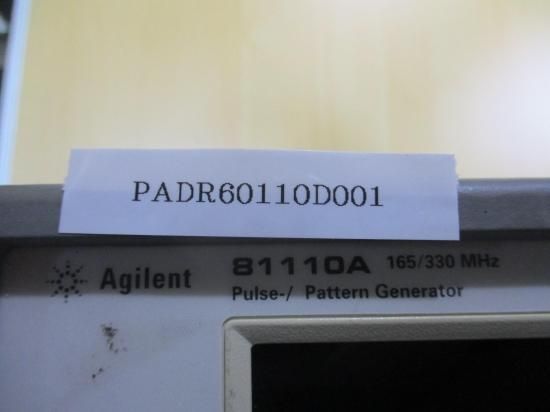 PADR60110D001
Agilent 81110A 165/330 MHz
Pulse-/ Pattern Generator